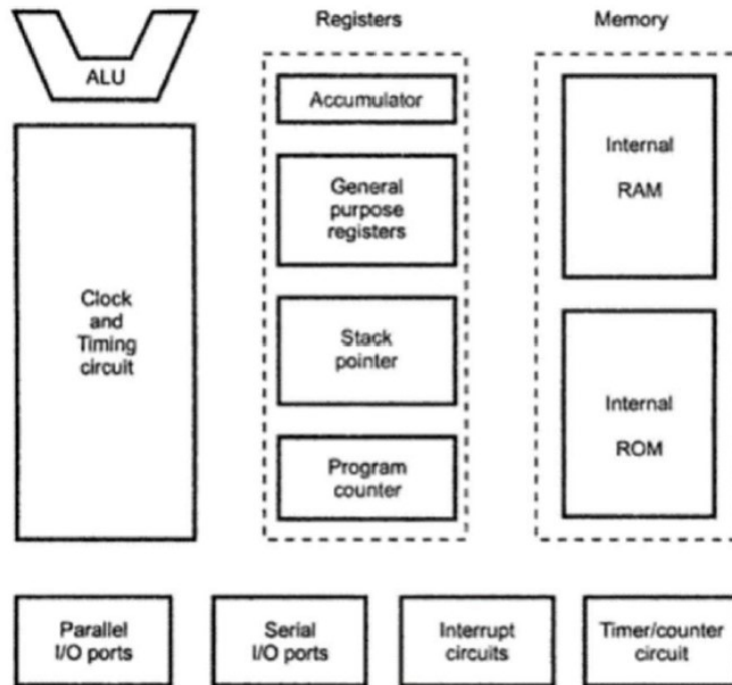 Registers
Memory
ALU
Accumulator
General
purpose
registers
Stack
pointer
Program
counter
Clock
and
Timing
circuit
Internal
RAM
Internal
ROM
Parallel
I/O ports
Serial
I/O ports
Interrupt
circuits
Timer/counter
circuit